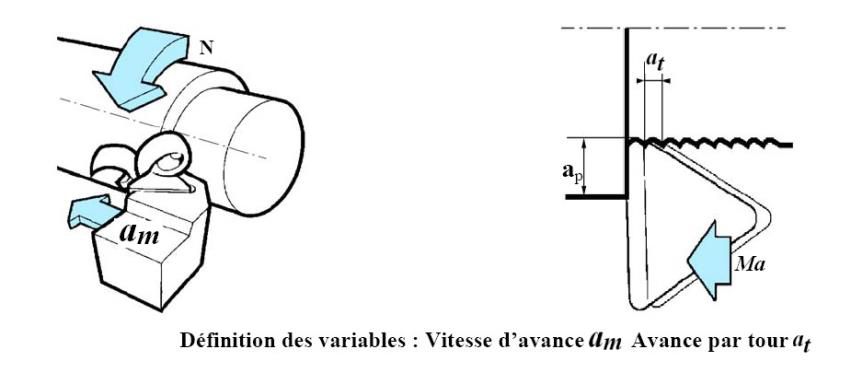 N
a_m
a_t
a_p
Ma
Définition des variables : Vitesse d’avance a_m Avance par tour a_t